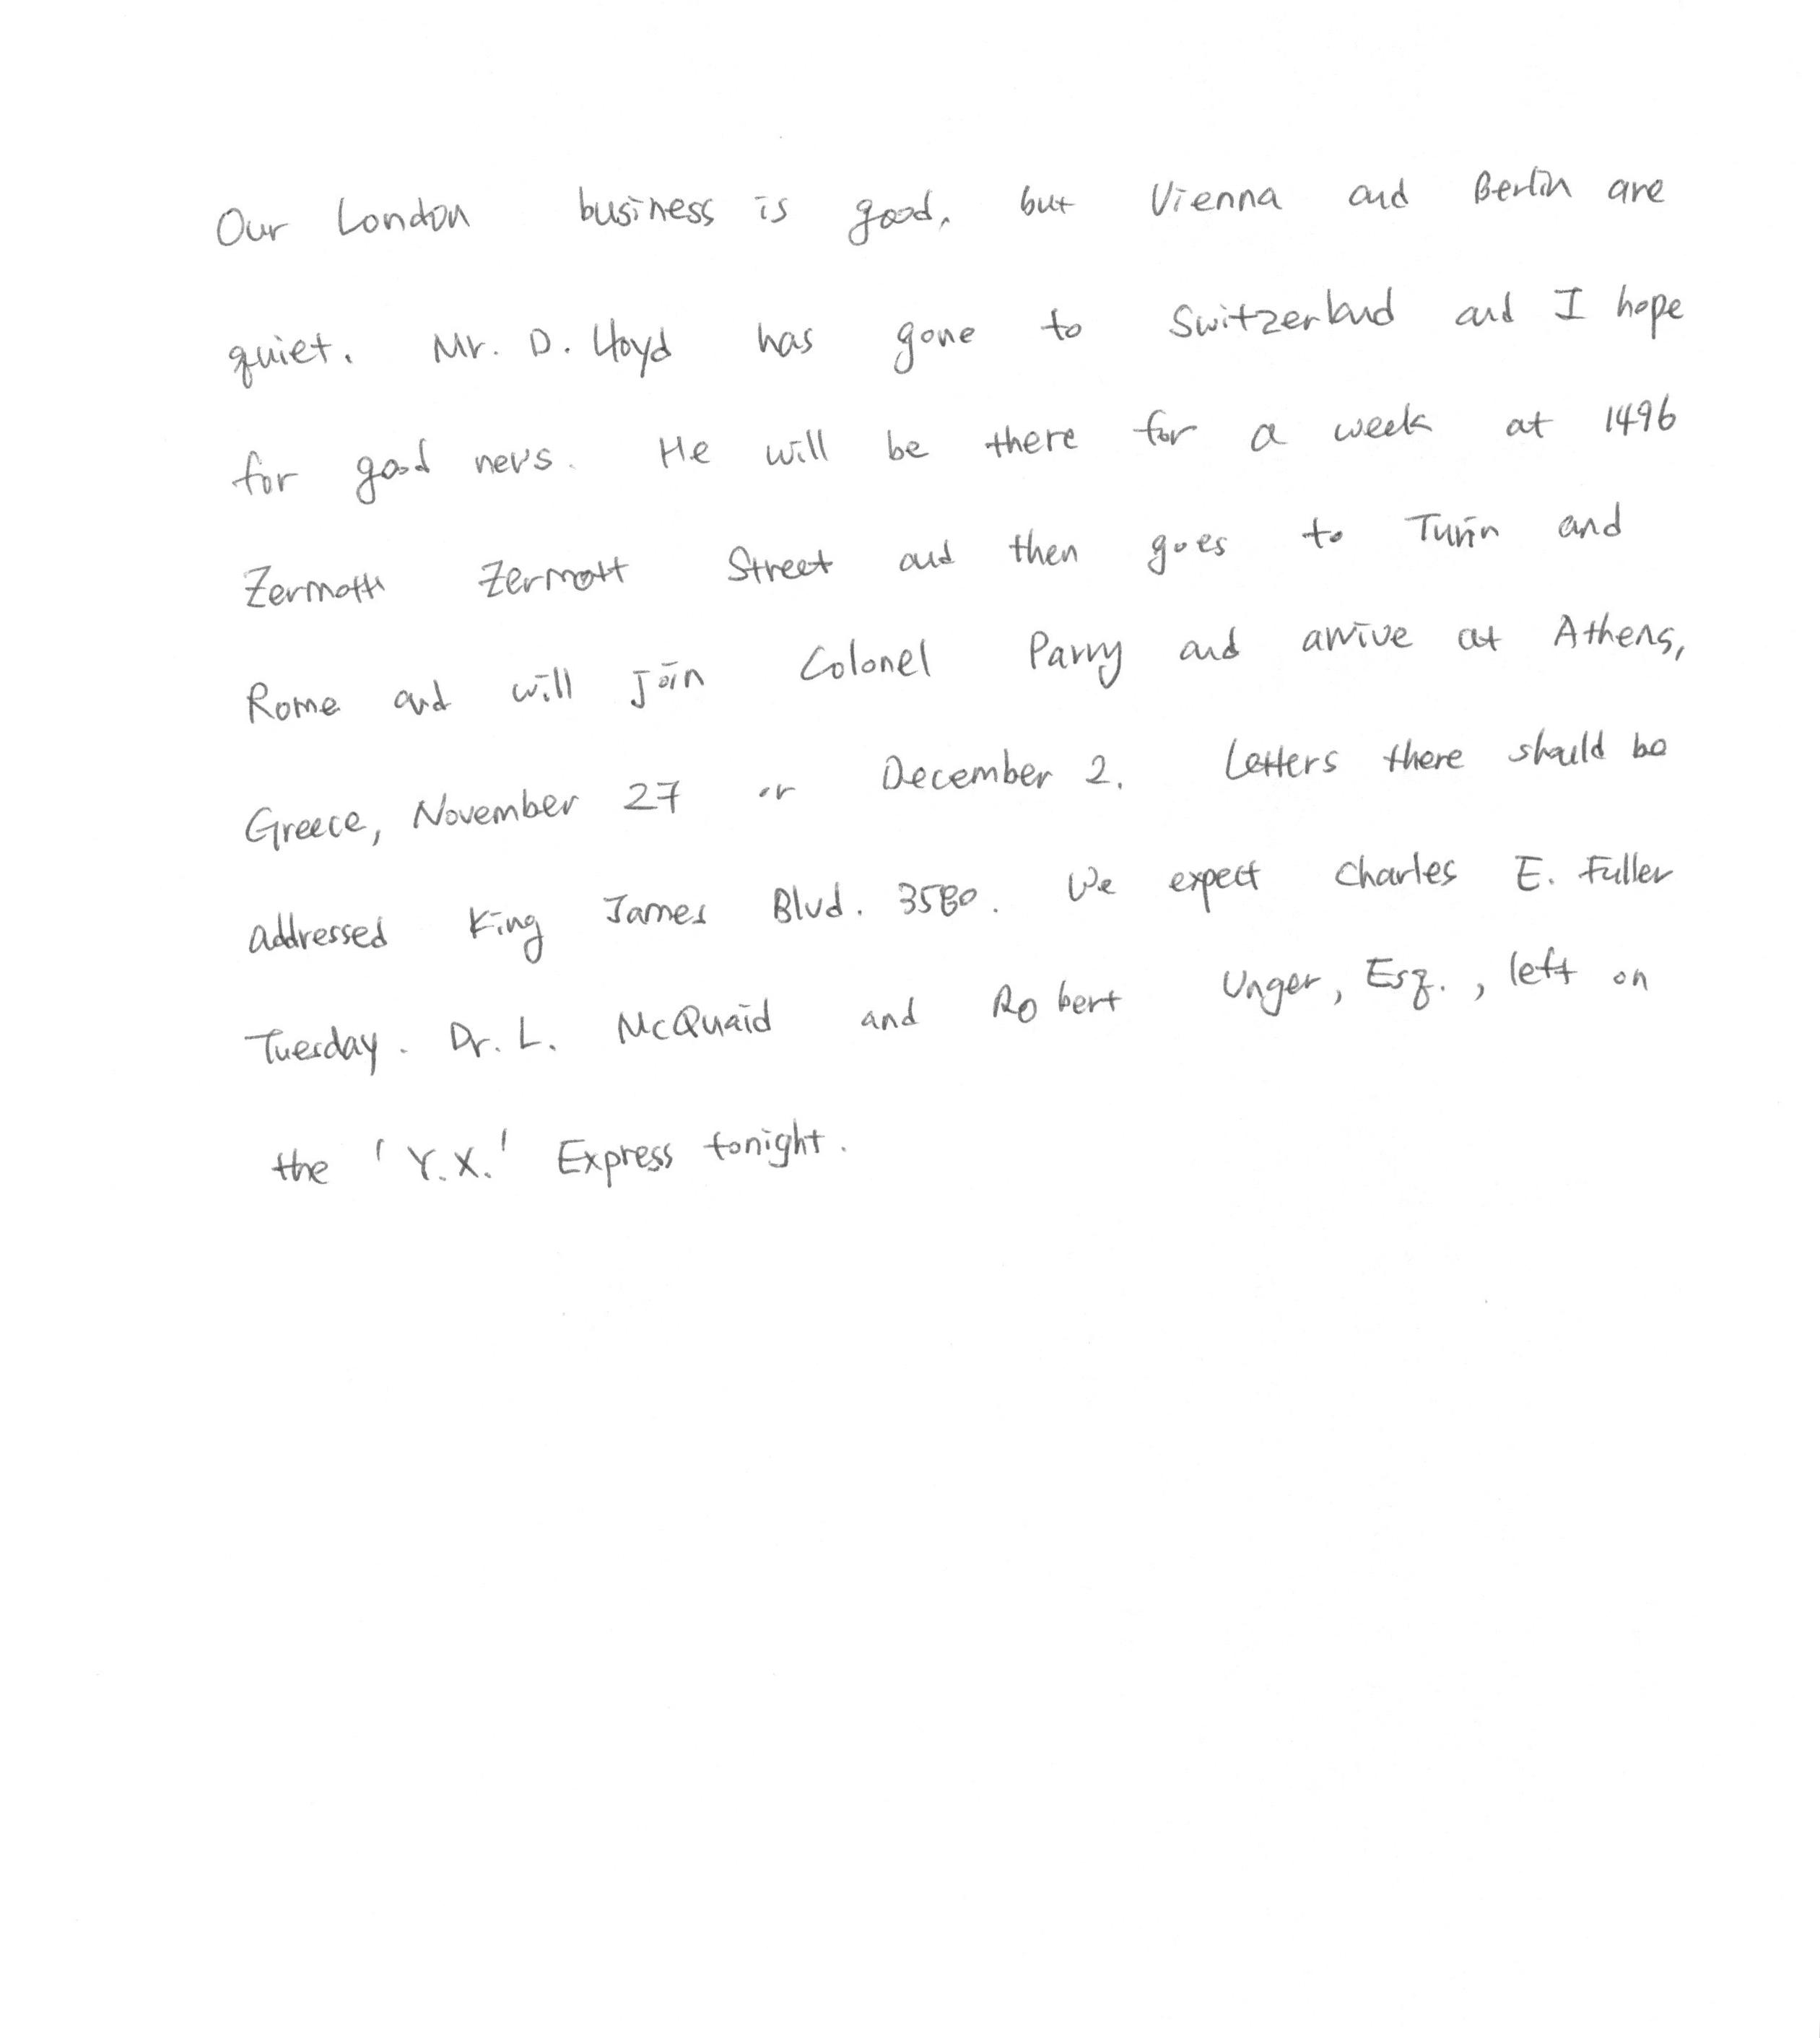 Our London business is good, but Vienna and Berlin are
quiet. Mr. D. Lloyd has gone to Switzerland and I hope
for good news. He will be there for a week at 1496
Zermott Zermott Street and then goes to Turin and
Rome and will join Colonel Parry and arrive at Athens,
Greece, November 27 or December 2. Letters there should be
addressed King James Blvd. 3580. We expect Charles E. Fuller
Tuesday. Dr. L. McQuaid and Robert Unger, Esq., left on
the 'Y.X.' Express tonight.